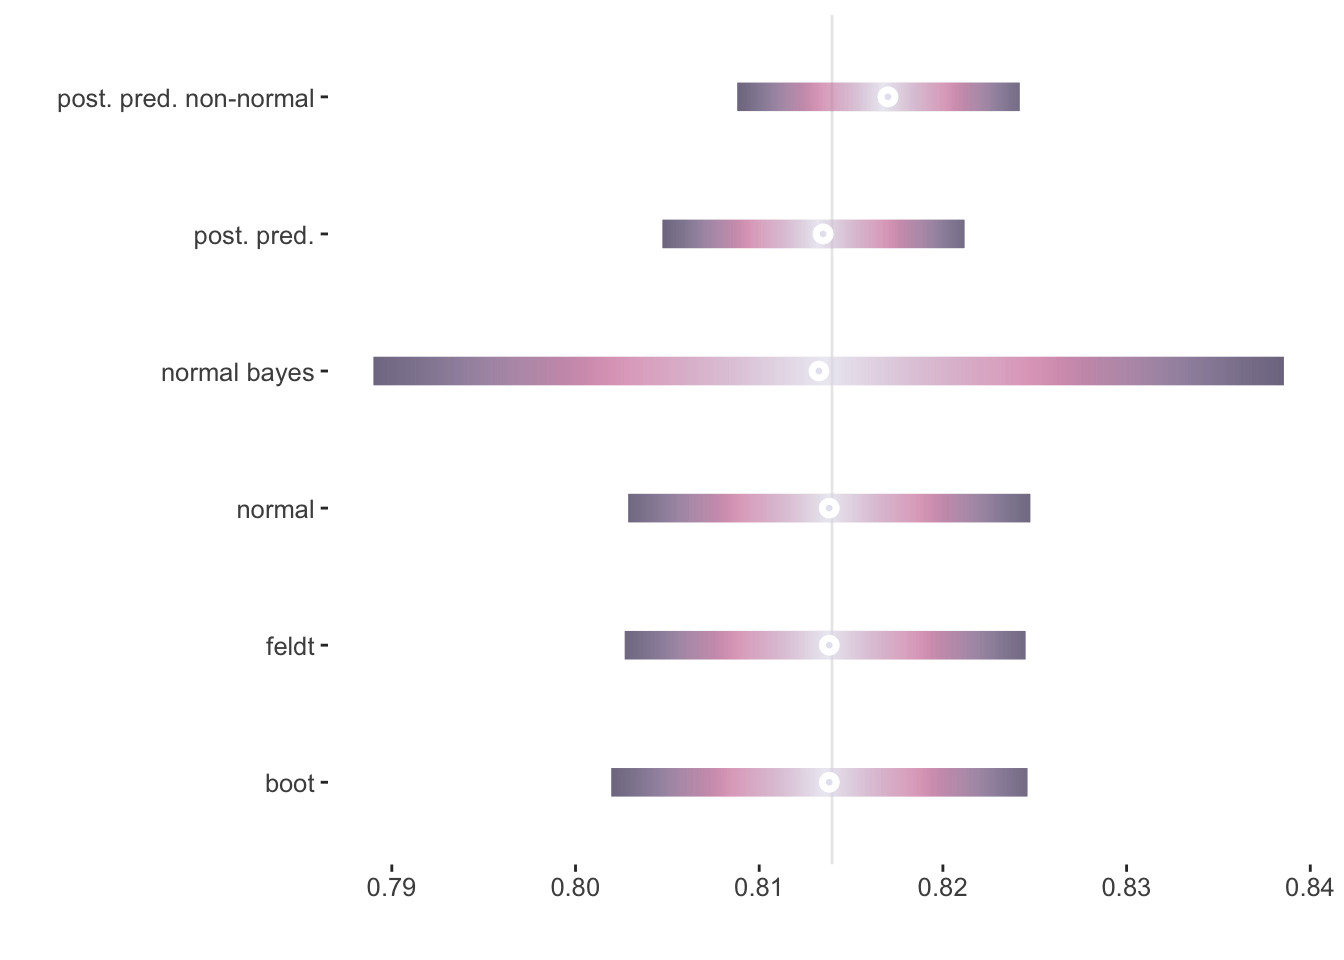 post. pred. non-normal
post. pred.
normal bayes
normal
feldt
boot
0.79 0.80 0.81 0.82 0.83 0.84